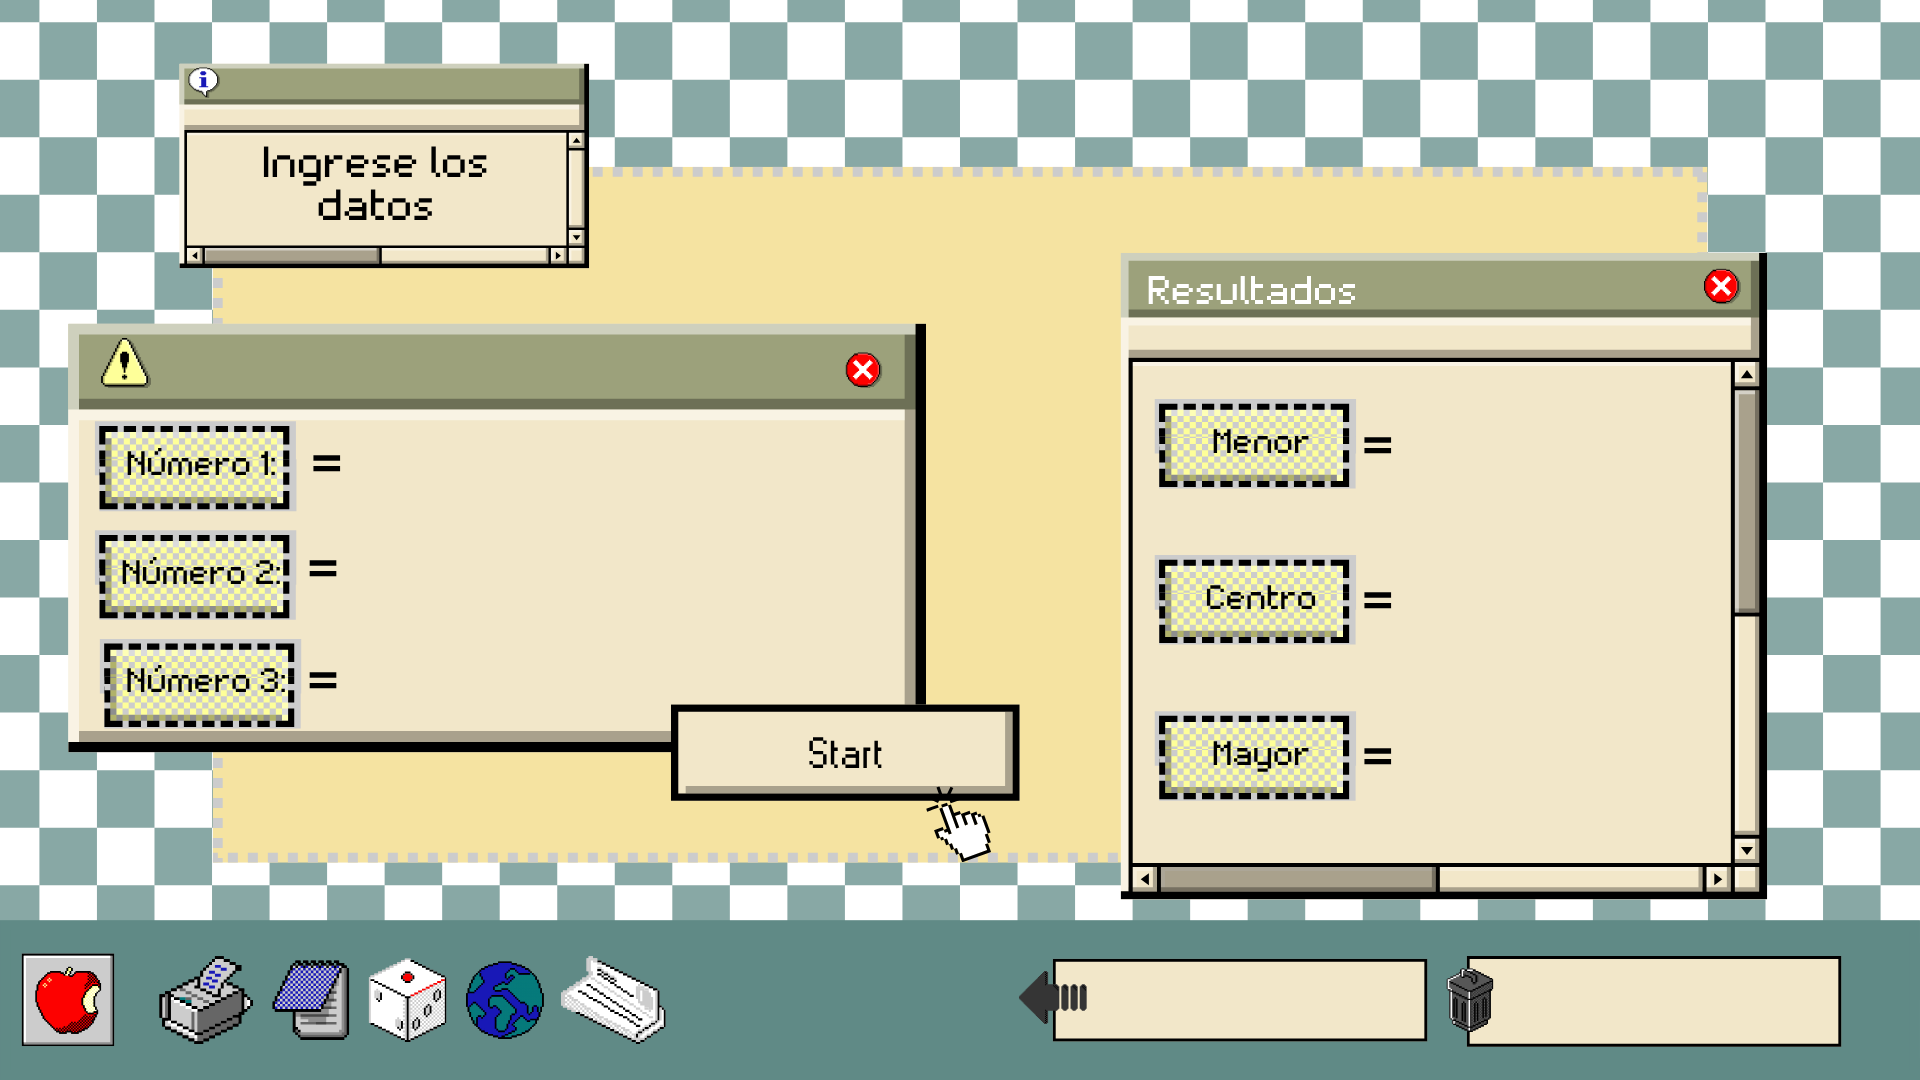 Ingrese los
datos
Número 1: =
Número 2: =
Número 3: =
Start
Resultados
Menor =
Centro =
Mayor =